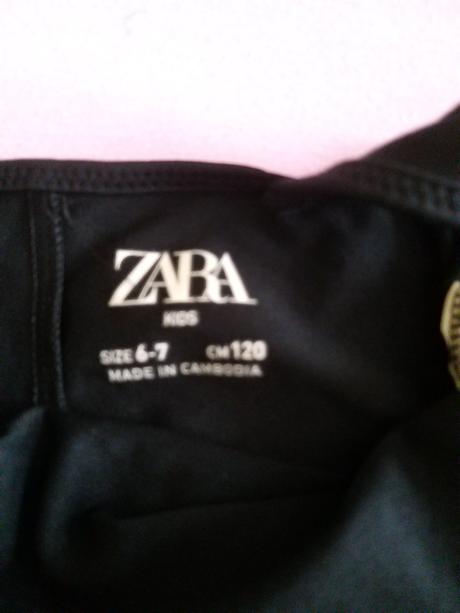 ZARA
KIDS
SIZE 6-7 CM 120
MADE IN CAMBODIA